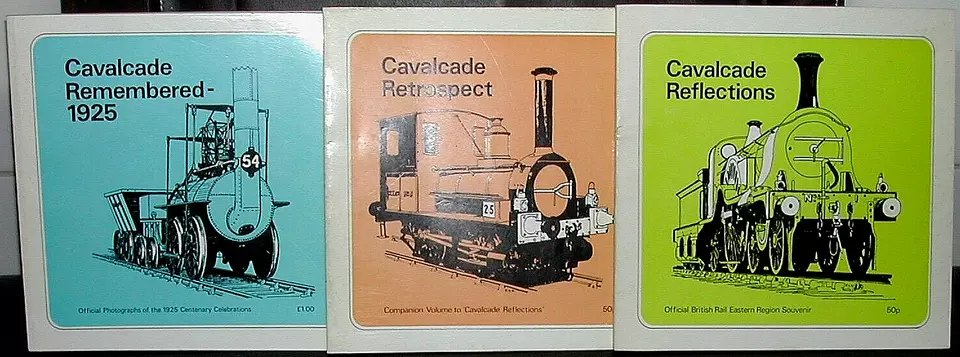 Cavalcade
Remembered-
1925
54
Official Photographs of the 1925 Centenary Celebrations
£1.00
Cavalcade
Retrospect
25
Companion Volume to 'Cavalcade Reflections'
50
Cavalcade
Reflections
Official British Rail Eastern Region Souvenir
50p